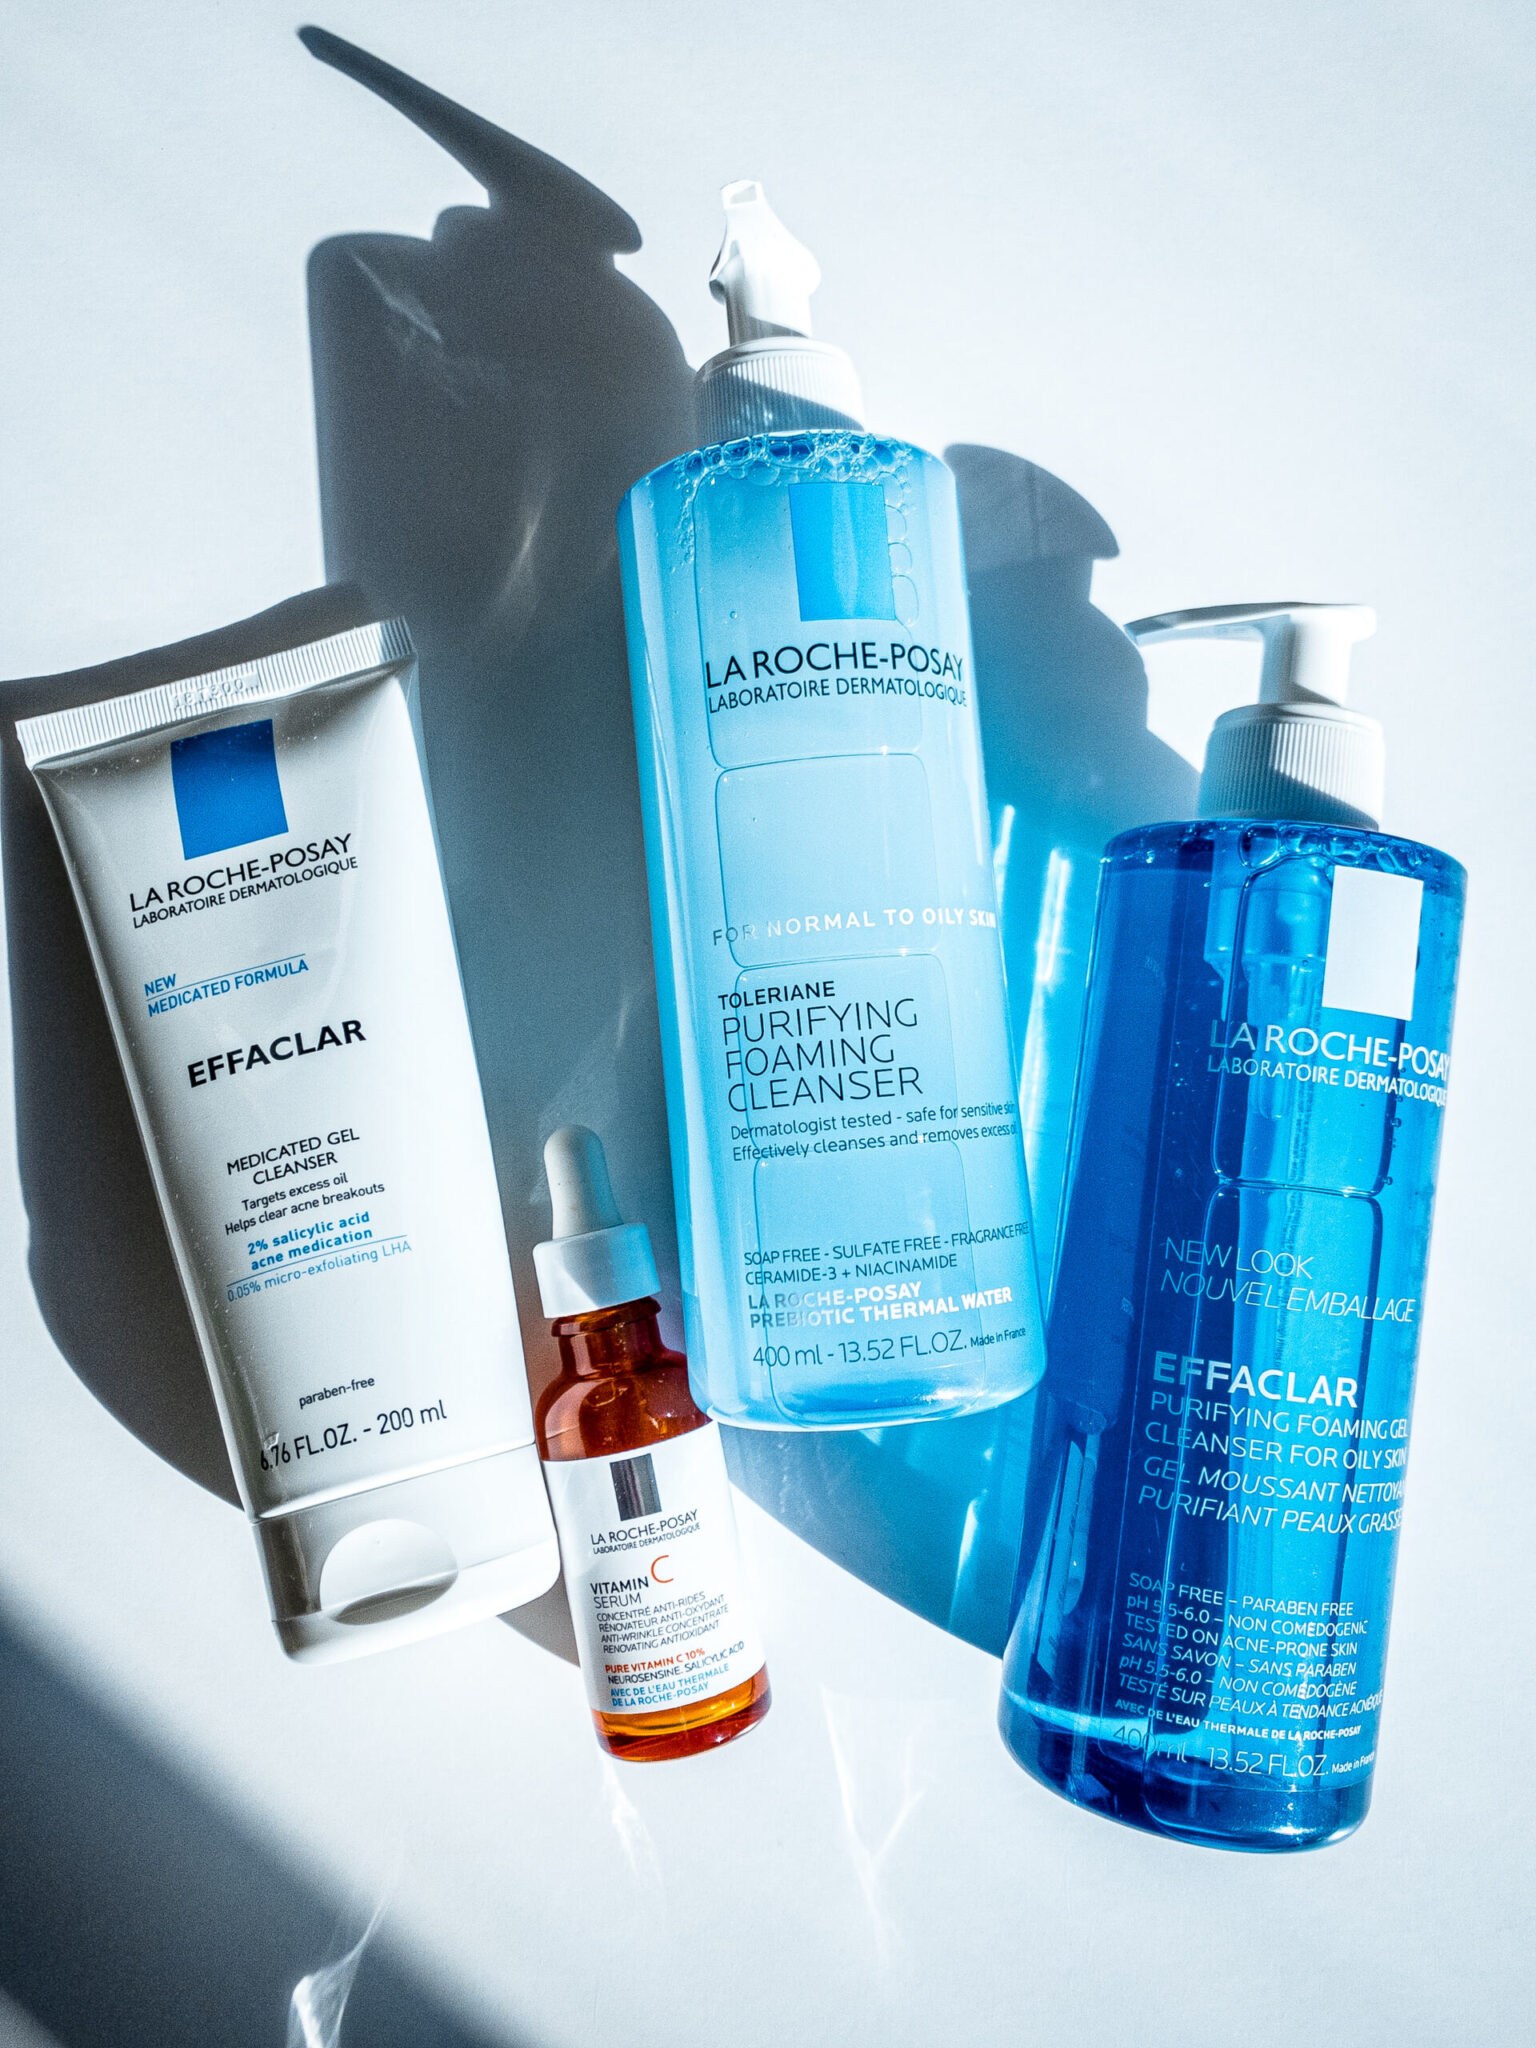 LA ROCHE-POSAY
LABORATOIRE DERMATOLOGIQUE
NEW
MEDICATED FORMULA
EFFACLAR
MEDICATED GEL
CLEANSER
Targets excess oil
Helps clear acne breakouts
2% salicylic acid
acne medication
0.05% micro-exfoliating LHA
paraben-free
6.76 FL.OZ. - 200 ml
LA ROCHE-POSAY
LABORATOIRE DERMATOLOGIQUE
VITAMIN C
SERUM
CONCENTRÉ ANTI-RIDES
RÉNOVATEUR ANTI-OXYDANT
ANTI-WRINKLE CONCENTRATE
RENOVATING ANTIOXIDANT
PURE VITAMIN C 10%
NEUROSENSINE, SALICYLIC ACID
AVEC DE L'EAU THERMALE
DE LA ROCHE-POSAY
LA ROCHE-POSAY
LABORATOIRE DERMATOLOGIQUE
FOR NORMAL TO OILY SKIN
TOLERIANE
PURIFYING
FOAMING
CLEANSER
Dermatologist tested - safe for sensitive skin
Effectively cleanses and removes excess
SOAP FREE - SULFATE FREE - FRAGRANCE FREE
CERAMIDE-3 + NIACINAMIDE
LA ROCHE-POSAY
PREBIOTIC THERMAL WATER
400 ml - 13.52 FL.OZ. Made in France
LA ROCHE-POSAY
LABORATOIRE DERMATOLOGIQUE
NEW LOOK
NOUVEL EMBALLAGE
EFFACLAR
PURIFYING FOAMING GEL
CLEANSER FOR OILY SKIN
GEL MOUSSANT NETTOYA
PURIFIANT PEAUX GRASSE
SOAP FREE – PARABEN FREE
pH 5.5-6.0 – NON COMEDOGENIC
TESTED ON ACNE-PRONE SKIN
SANS SAVON – SANS PARABEN
pH 5.5-6.0 – NON COMÉDOGÈNE
TESTÉ SUR PEAUX À TENDANCE ACNÉIQUE
AVEC DE L'EAU THERMALE DE LA ROCHE-POSAY
400 ml - 13.52 FL.OZ. Made in France